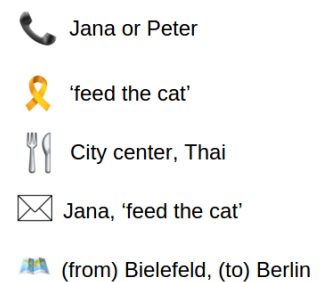 Jana or Peter
‘feed the cat’
City center, Thai
Jana, ‘feed the cat’
(from) Bielefeld, (to) Berlin